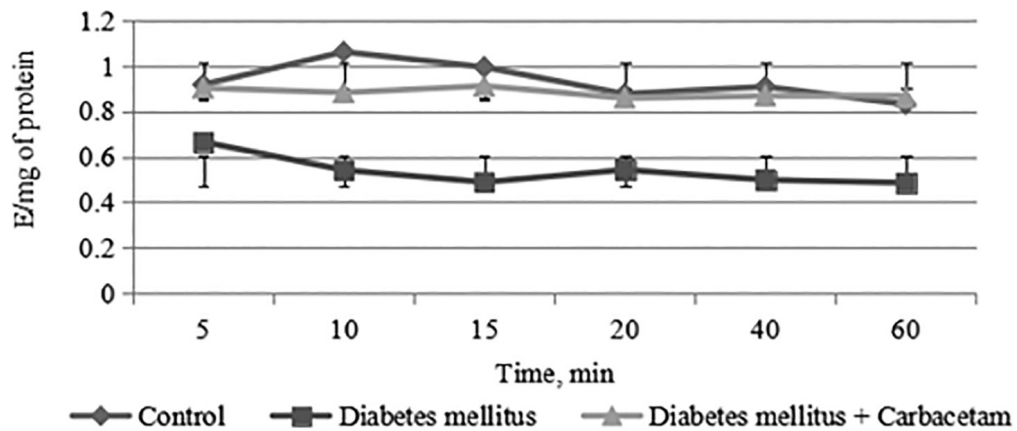 E/mg of protein
1.2
1
0.8
0.6
0.4
0.2
0
5 10 15 20 40 60
Time, min
Control Diabetes mellitus Diabetes mellitus + Carbacetam